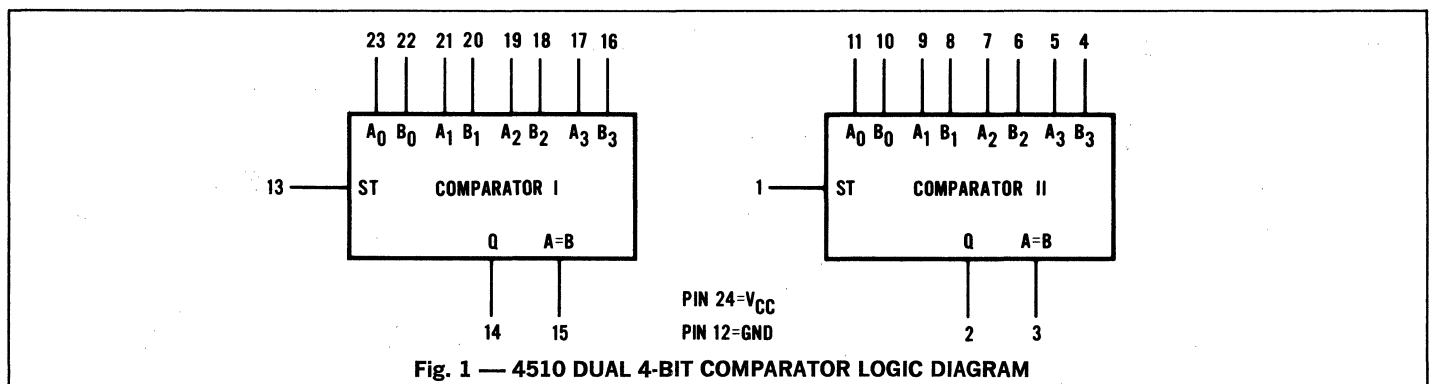 23 22 21 20 19 18 17 16
11 10 9 8 7 6 5 4
A0 B0 A1 B1 A2 B2 A3 B3
A0 B0 A1 B1 A2 B2 A3 B3
13 ST COMPARATOR I
1 ST COMPARATOR II
Q A=B
Q A=B
14 15
PIN 24=VCC
PIN 12=GND
2 3
Fig. 1 — 4510 DUAL 4-BIT COMPARATOR LOGIC DIAGRAM